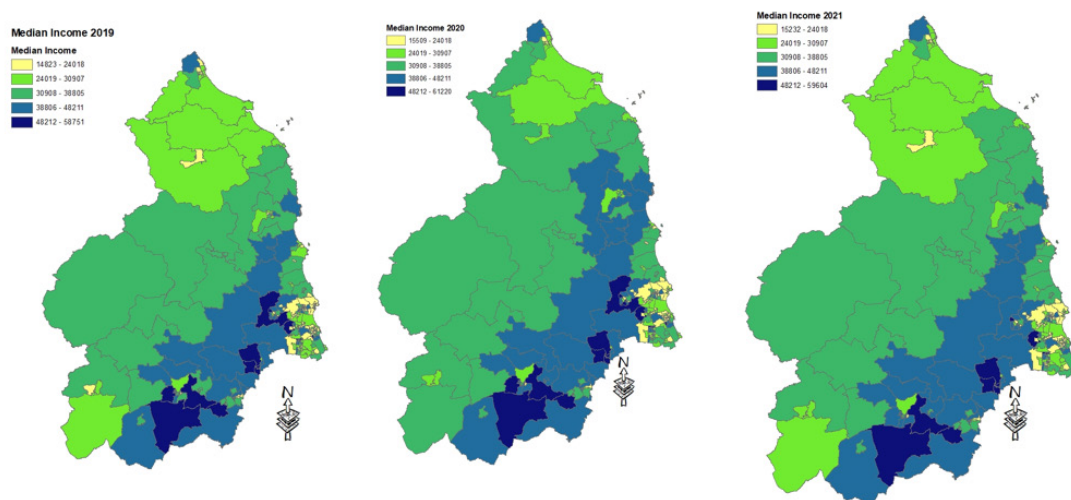 Median Income 2019
Median Income
14823 - 24018
24019 - 30907
30908 - 38805
38806 - 48211
48212 - 58751
N
Median Income 2020
15509 - 24018
24019 - 30907
30908 - 38805
38806 - 48211
48212 - 61220
N
Median Income 2021
15232 - 24018
24019 - 30907
30908 - 38805
38806 - 48211
48212 - 59604
N